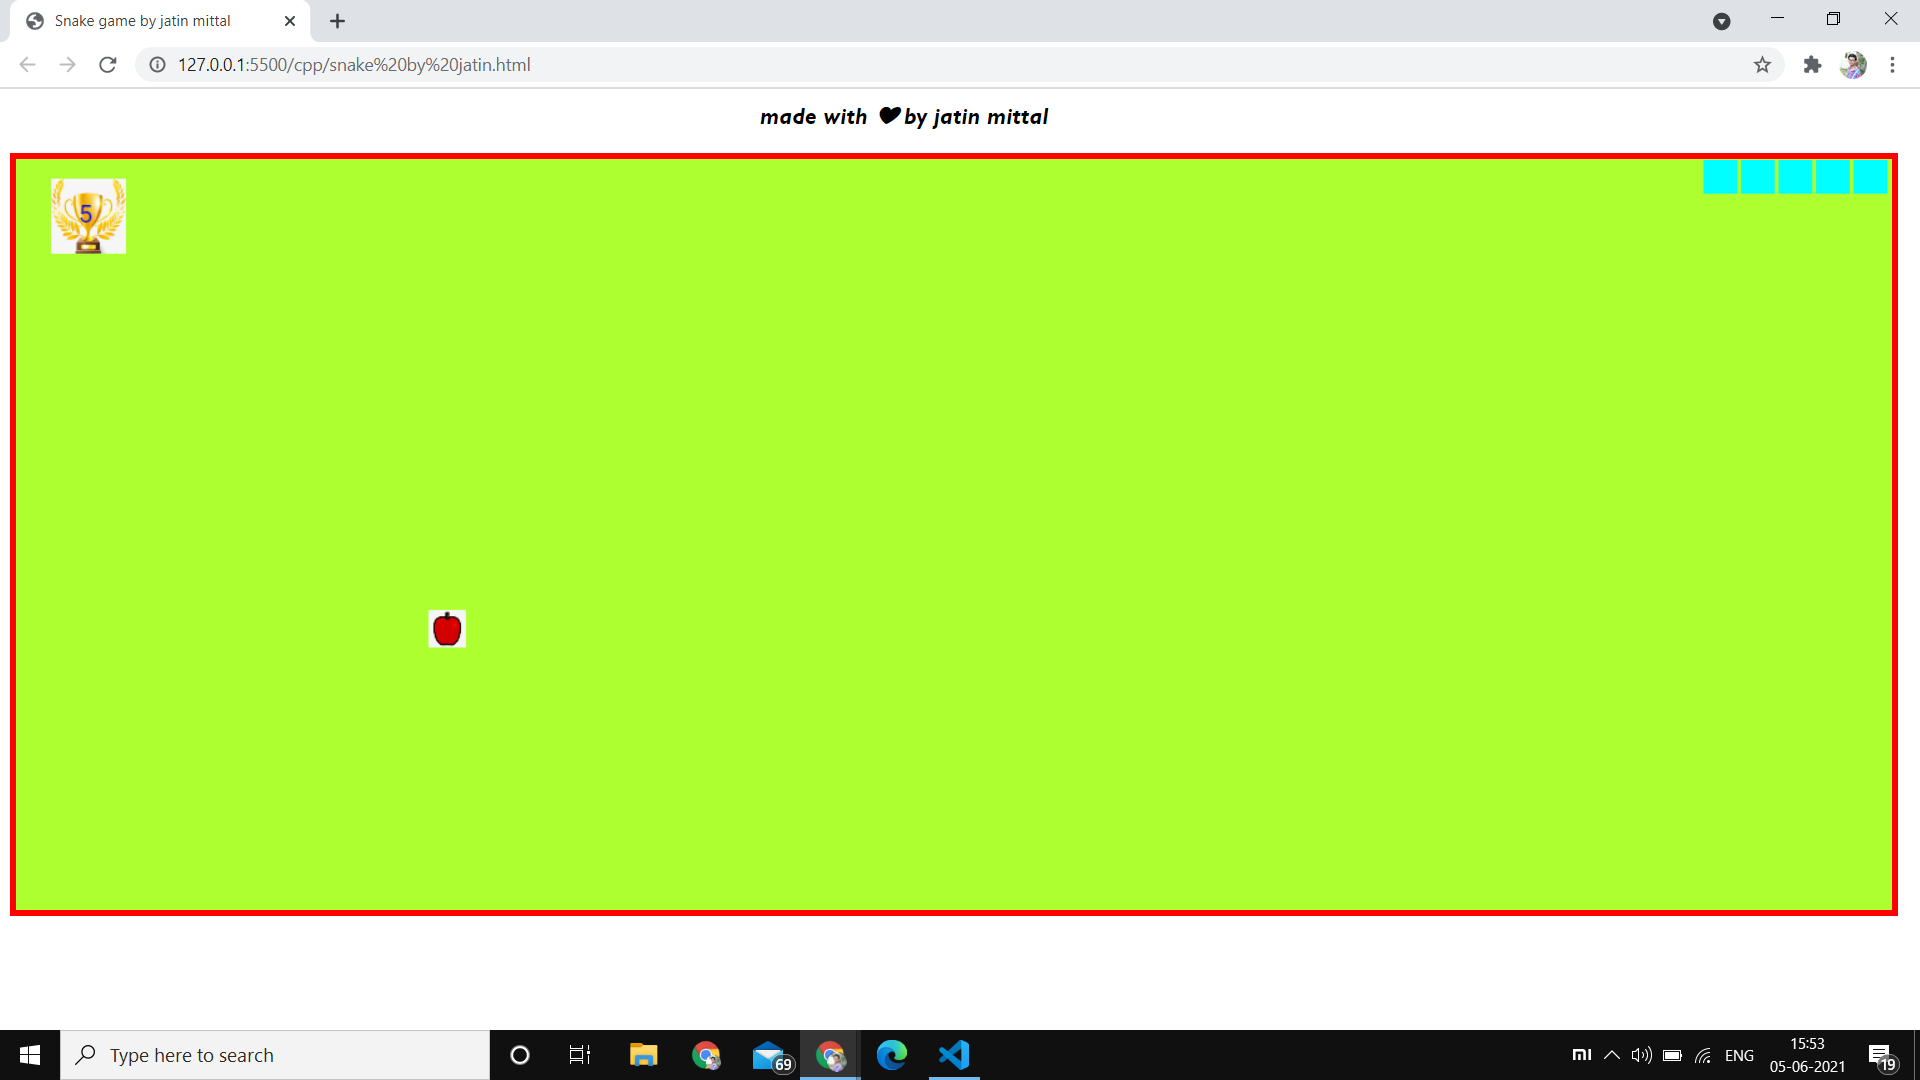 Snake game by jatin mittal
127.0.0.1:5500/cpp/snake%20by%20jatin.html
made with ♥ by jatin mittal
5
Type here to search
69
mi
ENG
15:53
05-06-2021
19